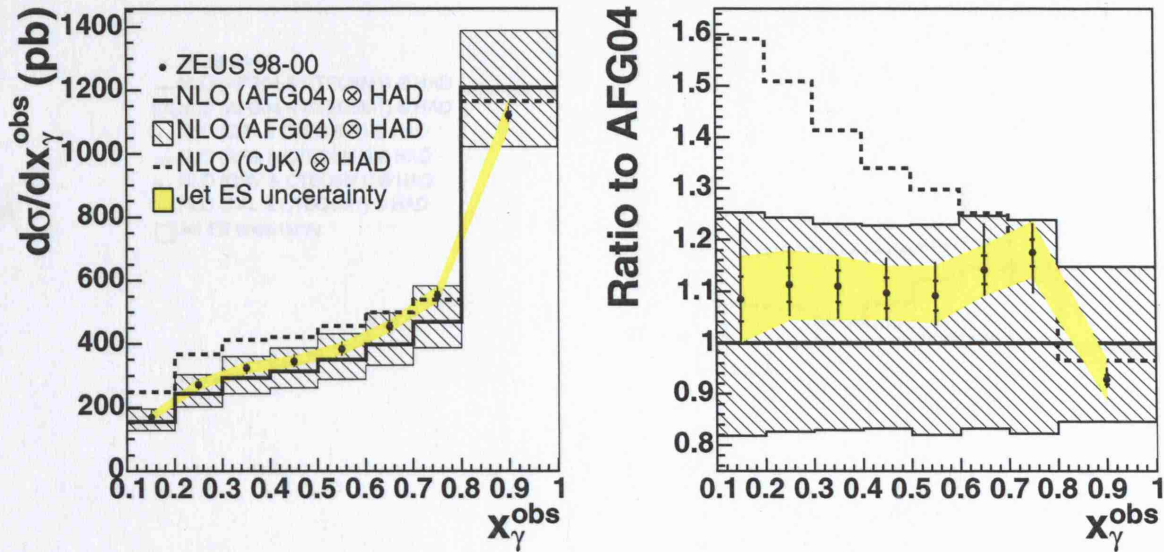 dσ/dxγ^obs (pb)
1400
1200
1000
800
600
400
200
0
ZEUS 98-00
NLO (AFG04) ⊗ HAD
NLO (AFG04) ⊗ HAD
NLO (CJK) ⊗ HAD
Jet ES uncertainty
0.1 0.2 0.3 0.4 0.5 0.6 0.7 0.8 0.9 1
xγ^obs
Ratio to AFG04
1.6
1.5
1.4
1.3
1.2
1.1
1
0.9
0.8
0.1 0.2 0.3 0.4 0.5 0.6 0.7 0.8 0.9 1
xγ^obs